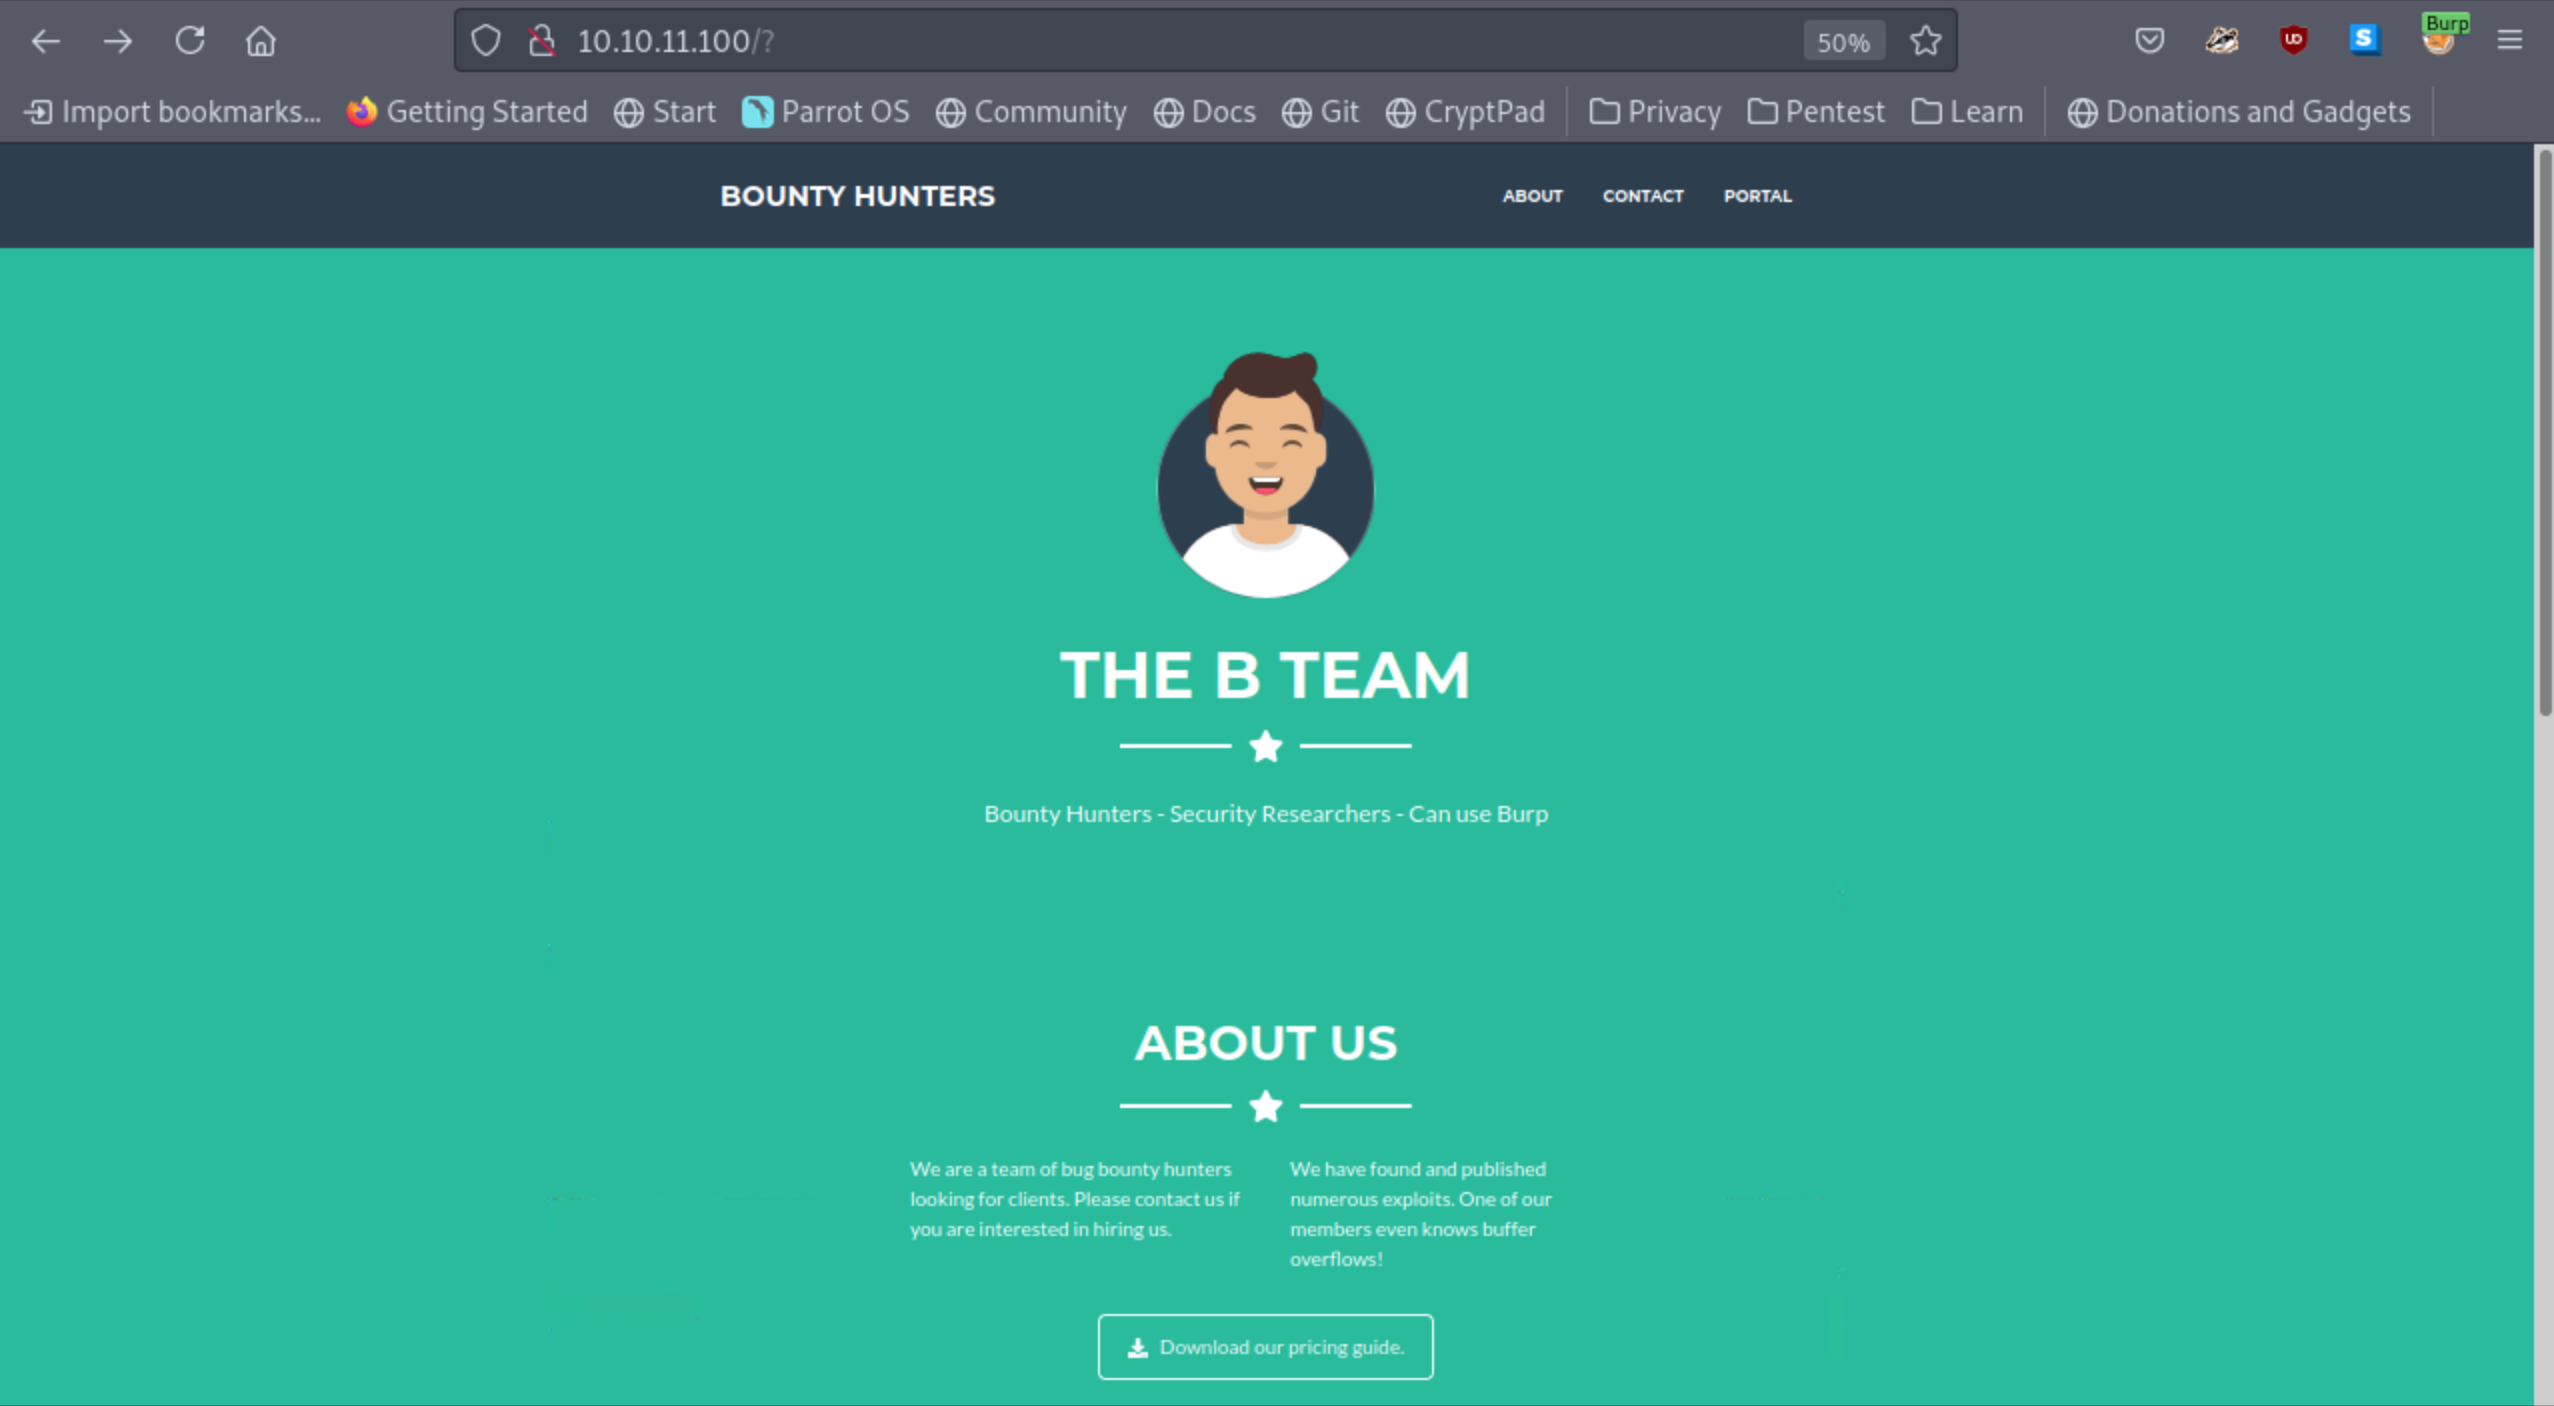 10.10.11.100/?
50%
Burp
Import bookmarks... Getting Started Start Parrot OS Community Docs Git CryptPad Privacy Pentest Learn Donations and Gadgets
BOUNTY HUNTERS ABOUT CONTACT PORTAL
THE B TEAM
Bounty Hunters - Security Researchers - Can use Burp
ABOUT US
We are a team of bug bounty hunters
looking for clients. Please contact us if
you are interested in hiring us.
We have found and published
numerous exploits. One of our
members even knows buffer
overflows!
Download our pricing guide.